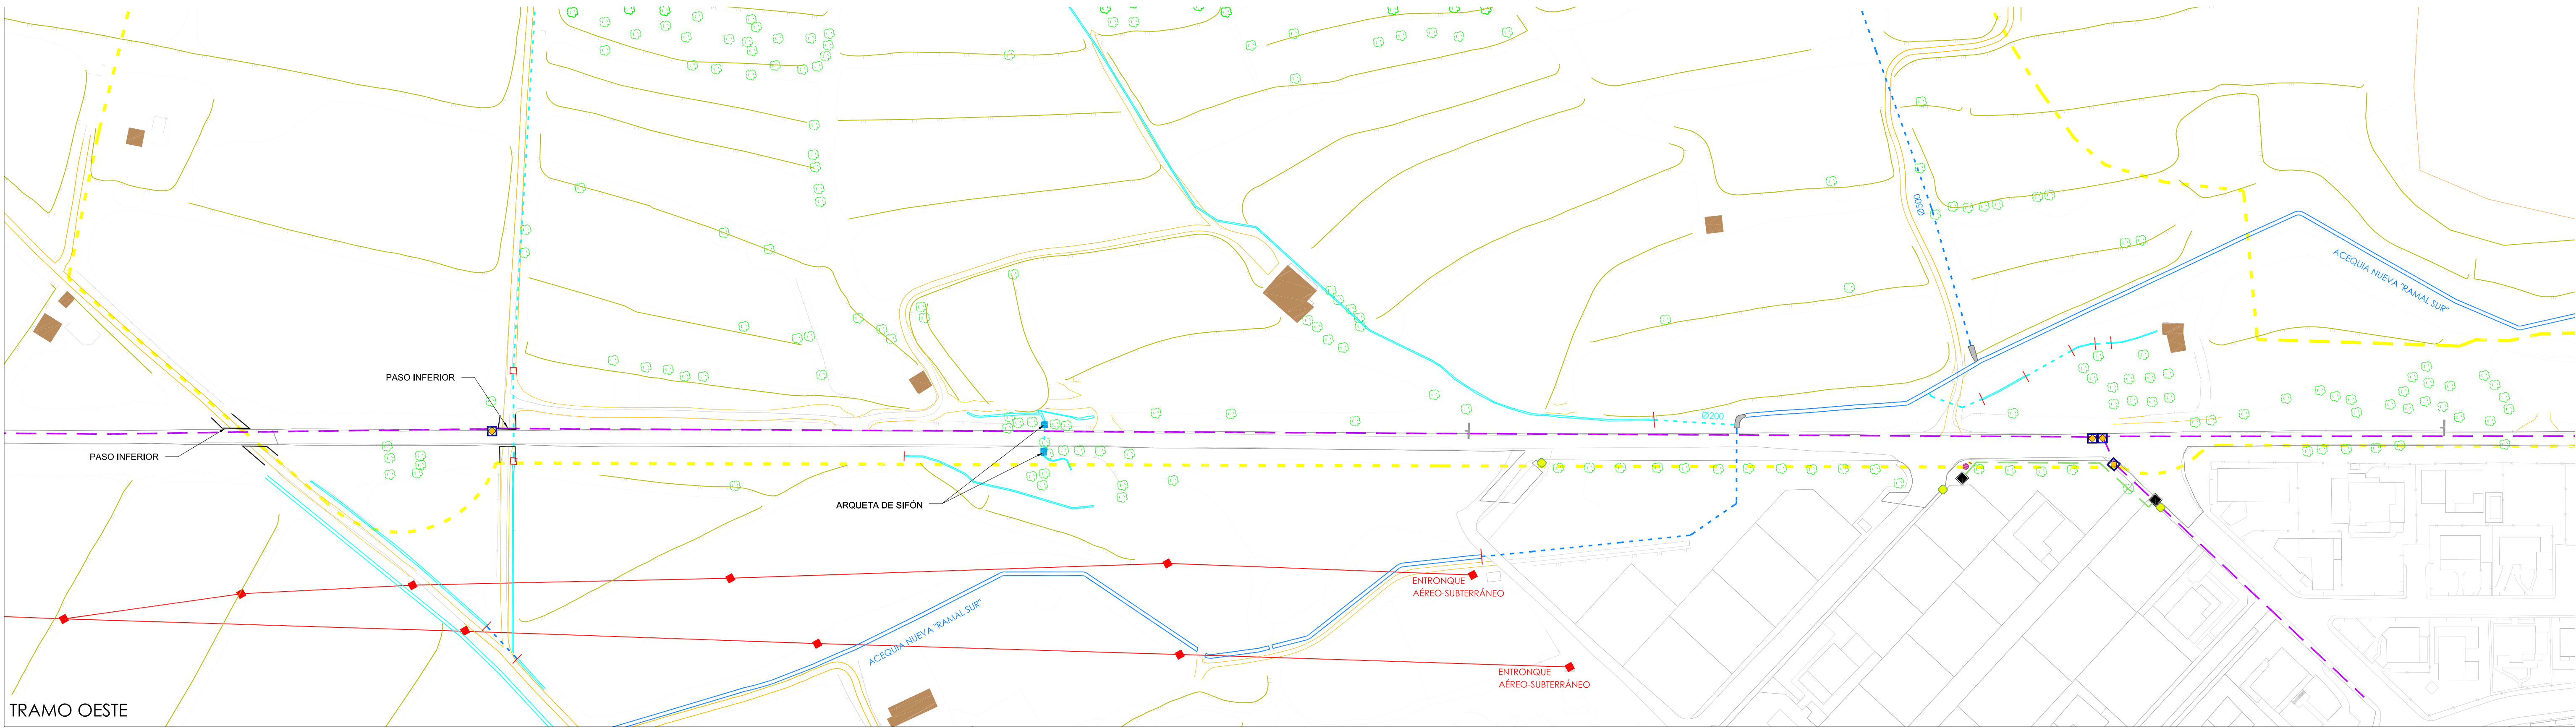 Ø500
ACEQUIA NUEVA "RAMAL SUR"
PASO INFERIOR
Ø200
PASO INFERIOR
ARQUETA DE SIFÓN
ENTRONQUE
AÉREO-SUBTERRÁNEO
ACEQUIA NUEVA "RAMAL SUR"
ENTRONQUE
AÉREO-SUBTERRÁNEO
TRAMO OESTE